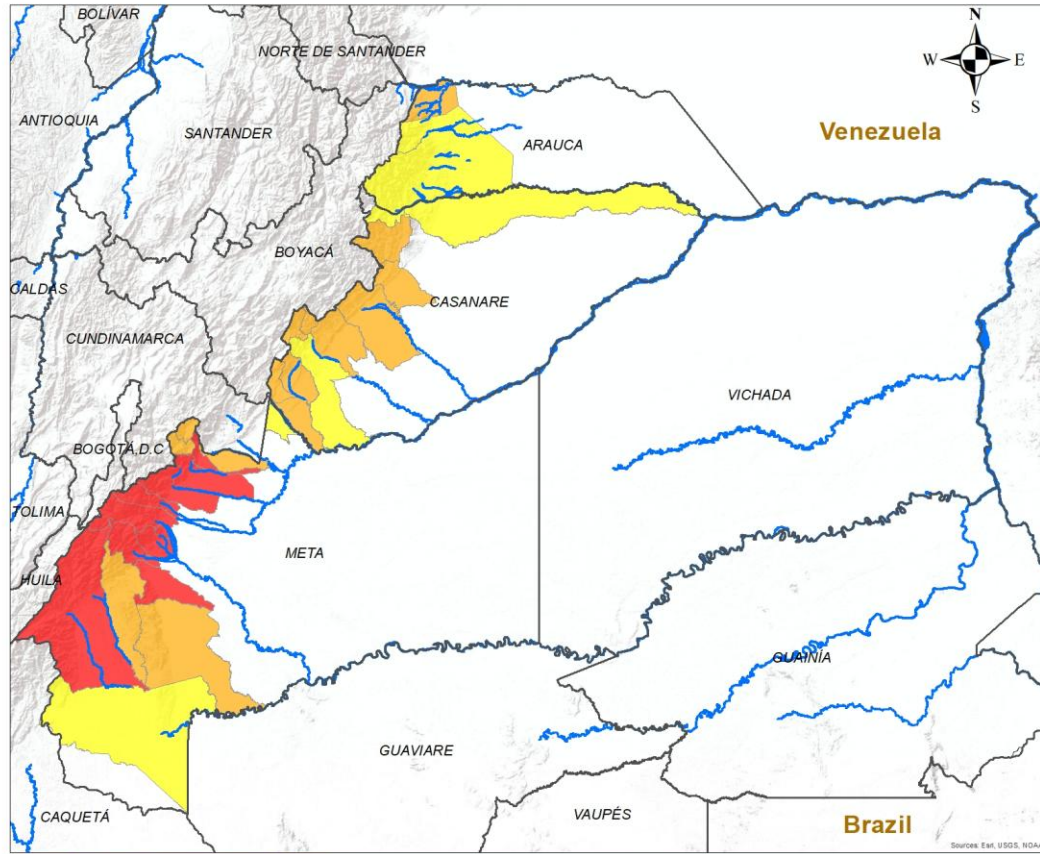 BOLÍVAR
NORTE DE SANTANDER
N
W
E
S
ANTIOQUIA
SANTANDER
ARAUCA
Venezuela
BOYACÁ
CALDAS
CASANARE
CUNDINAMARCA
VICHADA
BOGOTÁ,D.C
TOLIMA
META
HUILA
GUAINÍA
GUAVIARE
CAQUETÁ
VAUPÉS
Brazil
Sources: Esri, USGS, NOAA